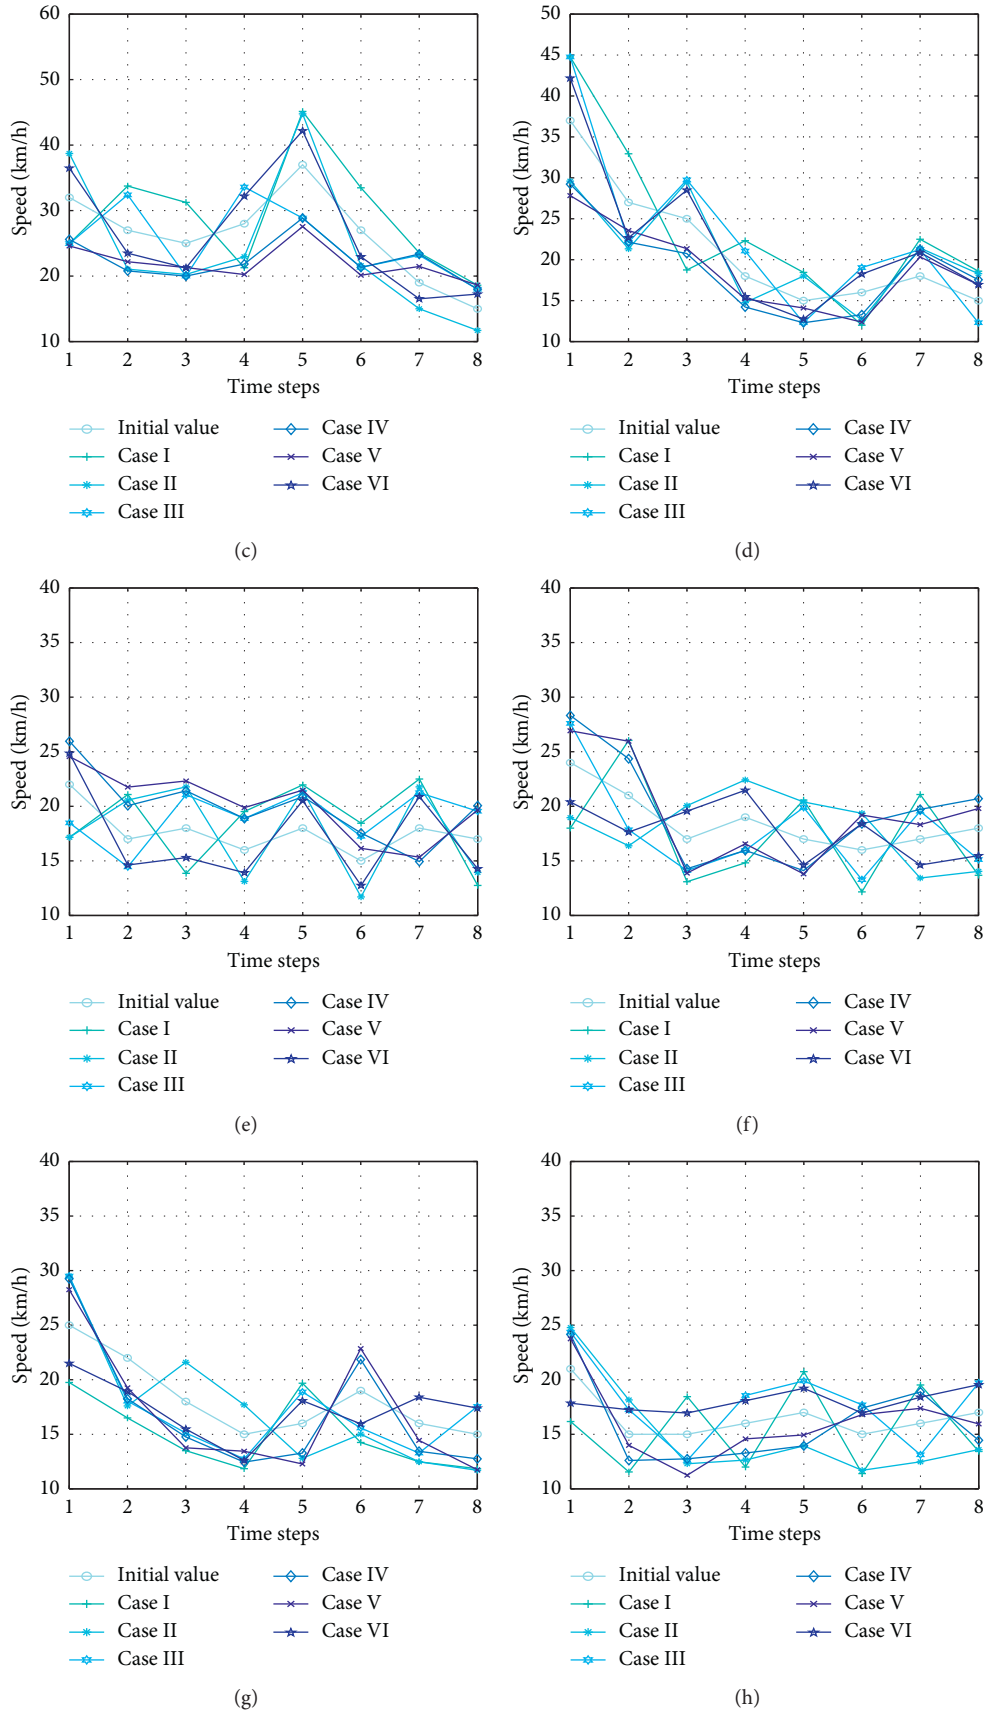 60
50
40
30
20
10
Speed (km/h)
1 2 3 4 5 6 7 8
Time steps
Initial value
Case I
Case II
Case III
Case IV
Case V
Case VI
(c)
50
45
40
35
30
25
20
15
10
Speed (km/h)
1 2 3 4 5 6 7 8
Time steps
Initial value
Case I
Case II
Case III
Case IV
Case V
Case VI
(d)
40
35
30
25
20
15
10
Speed (km/h)
1 2 3 4 5 6 7 8
Time steps
Initial value
Case I
Case II
Case III
Case IV
Case V
Case VI
(e)
40
35
30
25
20
15
10
Speed (km/h)
1 2 3 4 5 6 7 8
Time steps
Initial value
Case I
Case II
Case III
Case IV
Case V
Case VI
(f)
40
35
30
25
20
15
10
Speed (km/h)
1 2 3 4 5 6 7 8
Time steps
Initial value
Case I
Case II
Case III
Case IV
Case V
Case VI
(g)
40
35
30
25
20
15
10
Speed (km/h)
1 2 3 4 5 6 7 8
Time steps
Initial value
Case I
Case II
Case III
Case IV
Case V
Case VI
(h)